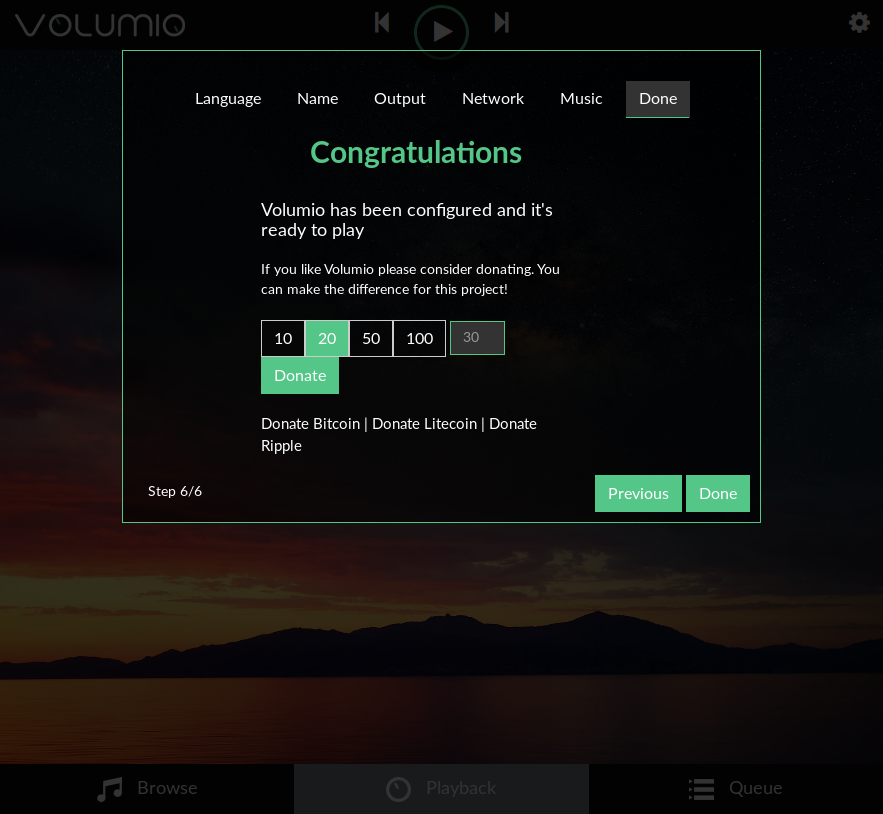 VOLUMIO
Language Name Output Network Music Done
Congratulations
Volumio has been configured and it's
ready to play
If you like Volumio please consider donating. You
can make the difference for this project!
10 20 50 100 30
Donate
Donate Bitcoin | Donate Litecoin | Donate
Ripple
Step 6/6 Previous Done
Browse Playback Queue